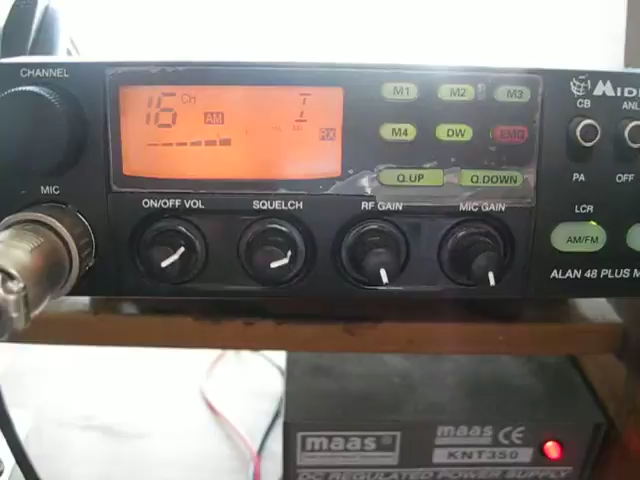 CHANNEL
MIDL
16 CH
AM
I
RX
M1 M2 M3
M4 DW EMG
Q.UP Q.DOWN
CB ANL
PA OFF
MIC
ON/OFF VOL SQUELCH RF GAIN MIC GAIN
LCR
AM/FM
ALAN 48 PLUS M
maas®
maas CE
KNT350
DC REGULATED POWER SUPPLY